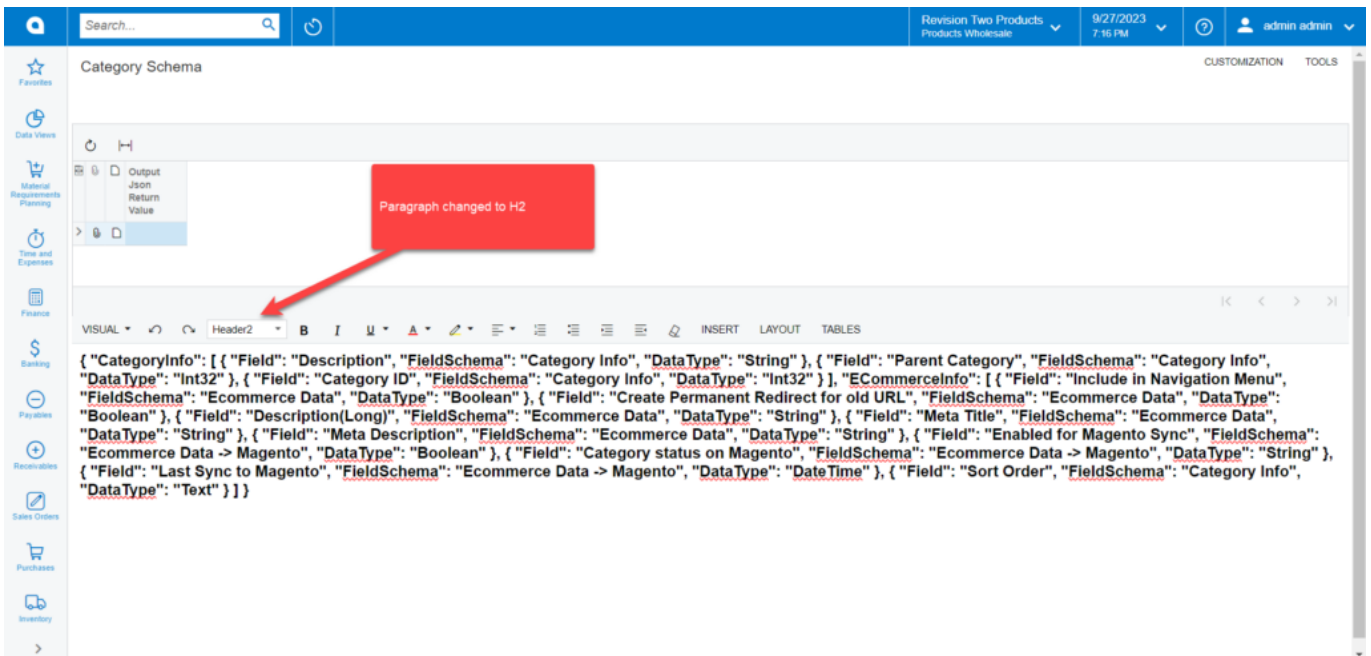 Search...
Revision Two Products
Products Wholesale
9/27/2023
7:16 PM
admin admin
Favorites
Data Views
Material
Requirements
Planning
Time and
Expenses
Finance
Banking
Payables
Receivables
Sales Orders
Purchases
Inventory
Category Schema
CUSTOMIZATION TOOLS
Output
Json
Return
Value
Paragraph changed to H2
VISUAL Header2 B I U A INSERT LAYOUT TABLES
{ "CategoryInfo": [ { "Field": "Description", "FieldSchema": "Category Info", "DataType": "String" }, { "Field": "Parent Category", "FieldSchema": "Category Info",
"DataType": "Int32" }, { "Field": "Category ID", "FieldSchema": "Category Info", "DataType": "Int32" } ], "ECommerceInfo": [ { "Field": "Include in Navigation Menu",
"FieldSchema": "Ecommerce Data", "DataType": "Boolean" }, { "Field": "Create Permanent Redirect for old URL", "FieldSchema": "Ecommerce Data", "DataType":
"Boolean" }, { "Field": "Description(Long)", "FieldSchema": "Ecommerce Data", "DataType": "String" }, { "Field": "Meta Title", "FieldSchema": "Ecommerce Data",
"DataType": "String" }, { "Field": "Meta Description", "FieldSchema": "Ecommerce Data", "DataType": "String" }, { "Field": "Enabled for Magento Sync", "FieldSchema":
"Ecommerce Data -> Magento", "DataType": "Boolean" }, { "Field": "Category status on Magento", "FieldSchema": "Ecommerce Data -> Magento", "DataType": "String" },
{ "Field": "Last Sync to Magento", "FieldSchema": "Ecommerce Data -> Magento", "DataType": "DateTime" }, { "Field": "Sort Order", "FieldSchema": "Category Info",
"DataType": "Text" } ] }